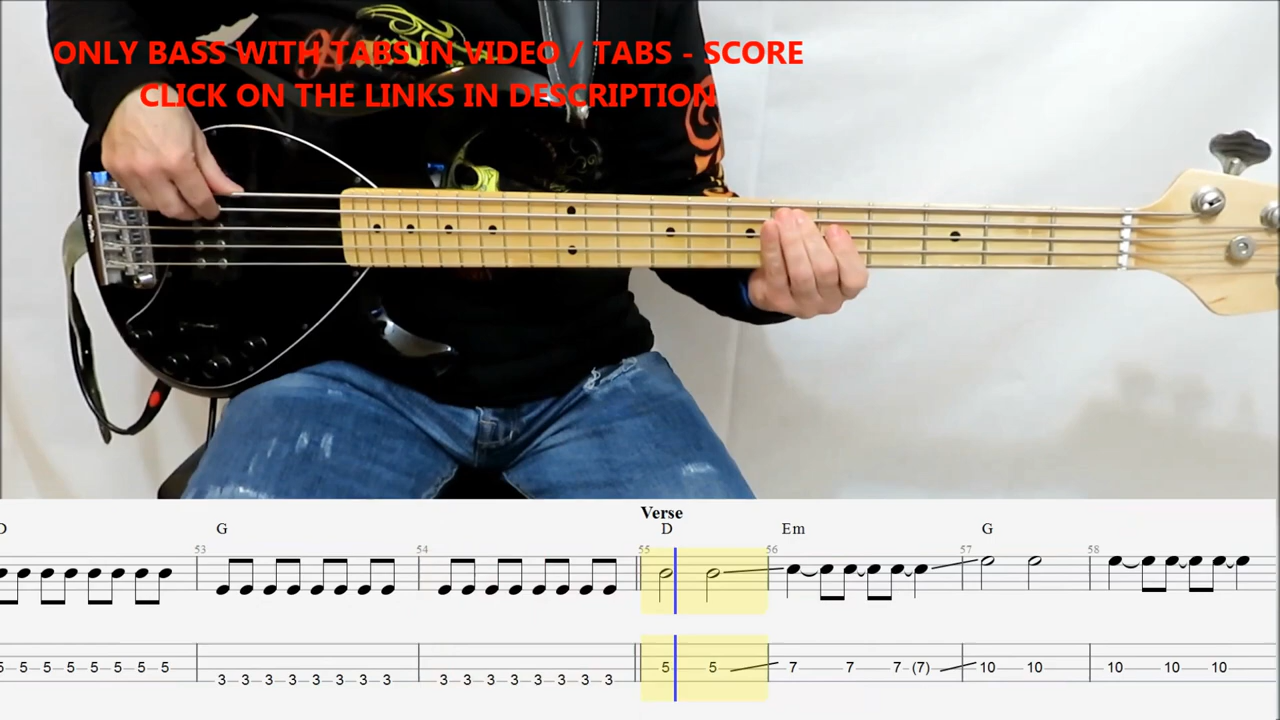 ONLY BASS WITH TABS IN VIDEO / TABS - SCORE
CLICK ON THE LINKS IN DESCRIPTION
Verse
D G D Em G
53 54 55 56 57 58
5 5 5 5 5 5 5 5 3 3 3 3 3 3 3 3 3 3 3 3 3 3 3 3 5 5 7 7 7 (7) 10 10 10 10 10